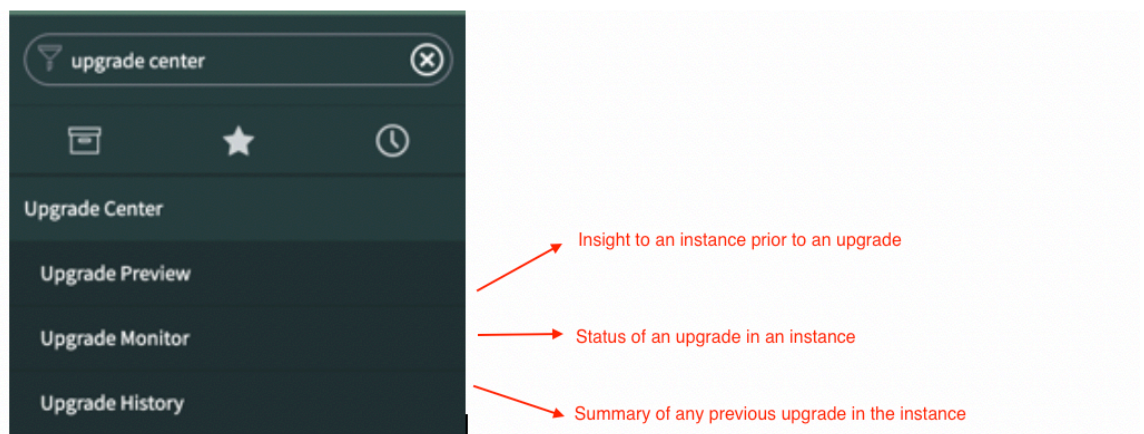 upgrade center
Upgrade Center
Insight to an instance prior to an upgrade
Upgrade Preview
Upgrade Monitor
Status of an upgrade in an instance
Upgrade History
Summary of any previous upgrade in the instance